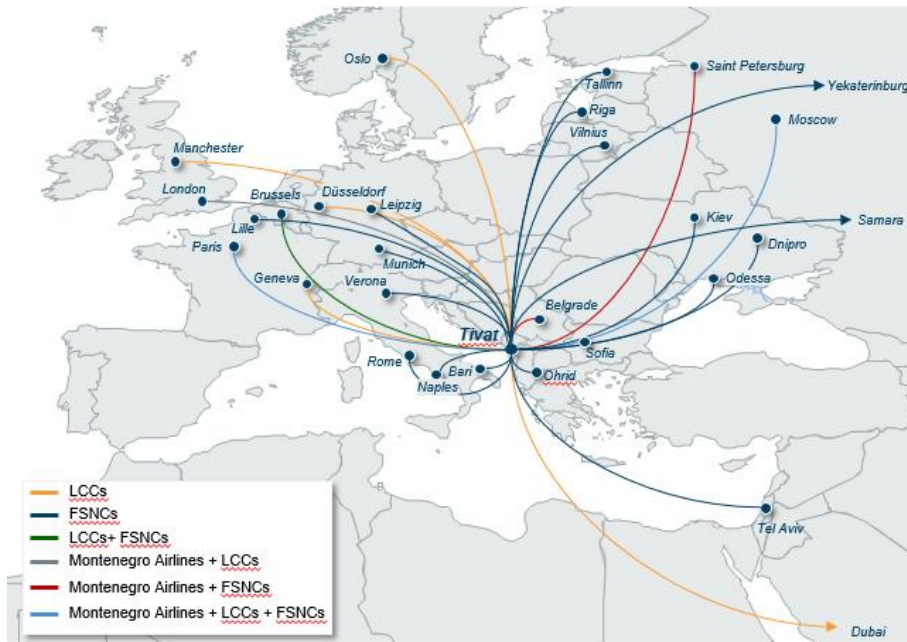 Oslo
Saint Petersburg
Tallinn
Yekaterinburg
Riga
Moscow
Vilnius
Manchester
London
Brussels
Düsseldorf
Leipzig
Lille
Kiev
Samara
Paris
Dnipro
Munich
Geneva
Verona
Odessa
Belgrade
Tivat
Sofia
Rome
Bari
Ohrid
Naples
Tel Aviv
Dubai
LCCs
FSNCs
LCCs+ FSNCs
Montenegro Airlines + LCCs
Montenegro Airlines + FSNCs
Montenegro Airlines + LCCs + FSNCs